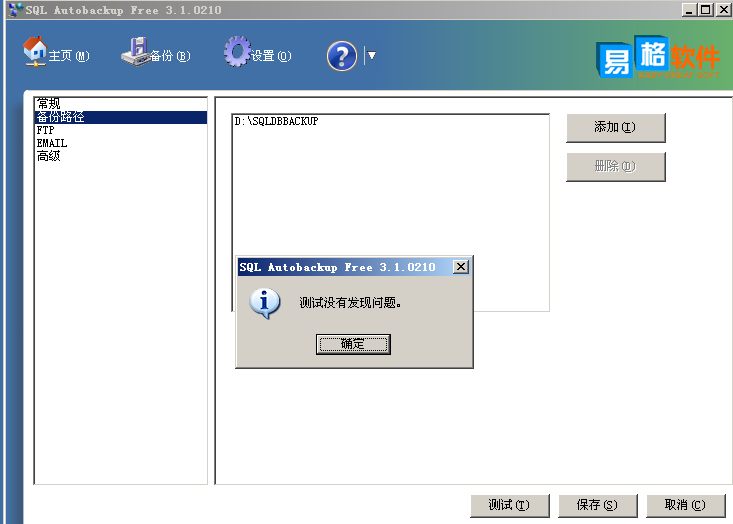 SQL Autobackup Free 3.1.0210
主页(M)
备份(B)
设置(O)
易格软件
常规
备份路径
FTP
EMAIL
高级
D:\SQLDBBACKUP
添加(I)
删除(D)
SQL Autobackup Free 3.1.0210
测试没有发现问题。
确定
测试(T)
保存(S)
取消(C)